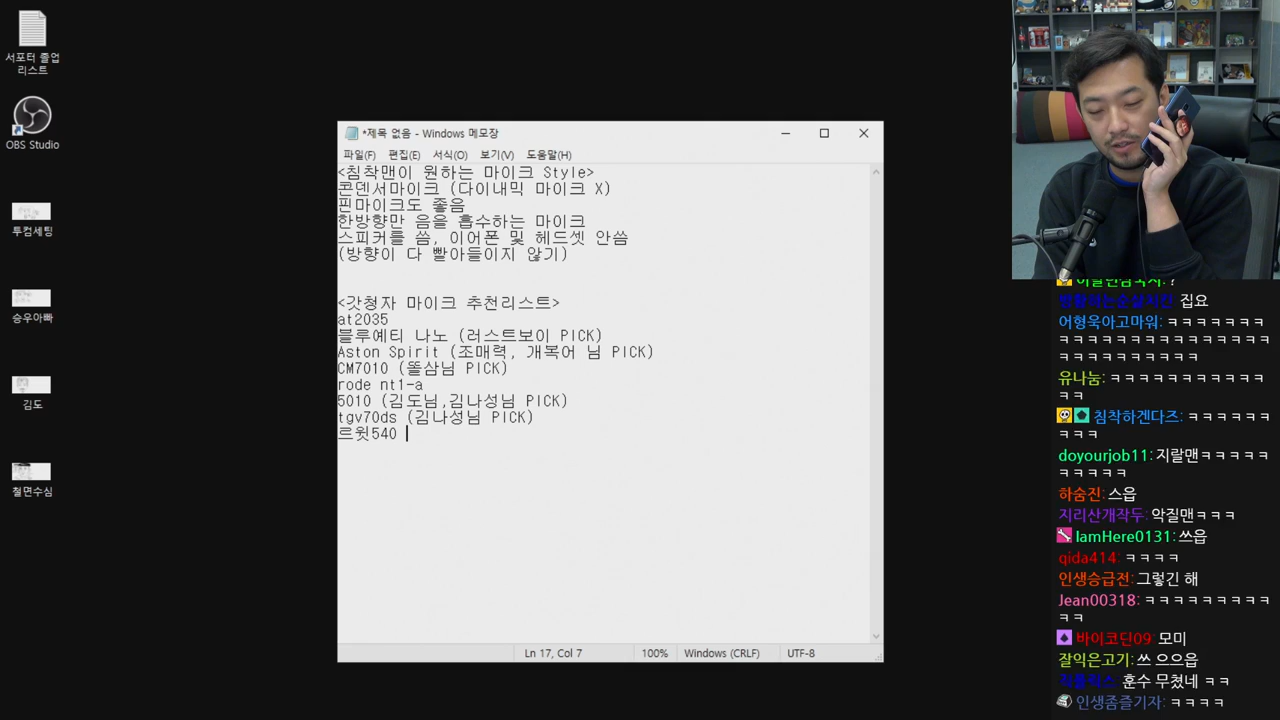 서포터 졸업
리스트
OBS Studio
투컴세팅
승우아빠
김도
철면수심
*제목 없음 - Windows 메모장
파일(F) 편집(E) 서식(O) 보기(V) 도움말(H)
<침착맨이 원하는 마이크 Style>
콘덴서마이크 (다이내믹 마이크 X)
핀마이크도 좋음
한방향만 음을 흡수하는 마이크
스피커를 씀, 이어폰 및 헤드셋 안씀
(방향이 다 빨아들이지 않기)
<갓청자 마이크 추천리스트>
at2035
블루예티 나노 (러스트보이 PICK)
Aston Spirit (조매력, 개복어 님 PICK)
CM7010 (똘삼님 PICK)
rode nt1-a
5010 (김도님,김나성님 PICK)
tgv70ds (김나성님 PICK)
르윗540
Ln 17, Col 7 100% Windows (CRLF) UTF-8
?
집요
어형욱아고마워: ㅋㅋㅋㅋㅋㅋㅋ
ㅋㅋㅋㅋㅋㅋㅋㅋㅋㅋㅋㅋㅋㅋㅋ
ㅋㅋㅋㅋㅋㅋㅋㅋㅋㅋ
유나눔: ㅋㅋㅋㅋㅋㅋㅋㅋㅋㅋㅋㅋ
ㅋㅋ
침착하겐다즈: ㅋㅋㅋㅋㅋㅋ
ㅋㅋㅋ
doyourjob11: 지랄맨ㅋㅋㅋㅋㅋ
ㅋㅋㅋㅋㅋ
하숨진: 스읍
지리산개작두: 악질맨ㅋㅋㅋ
IamHere0131: 쓰읍
qida414: ㅋㅋㅋㅋ
인생승급전: 그렇긴 해
Jean00318: ㅋㅋㅋㅋㅋㅋㅋㅋㅋ
ㅋㅋ
바이코딘09: 모미
잘익은고기: 쓰 으으읍
훈수 무쳤네 ㅋㅋ
인생좀즐기자: ㅋㅋㅋㅋ